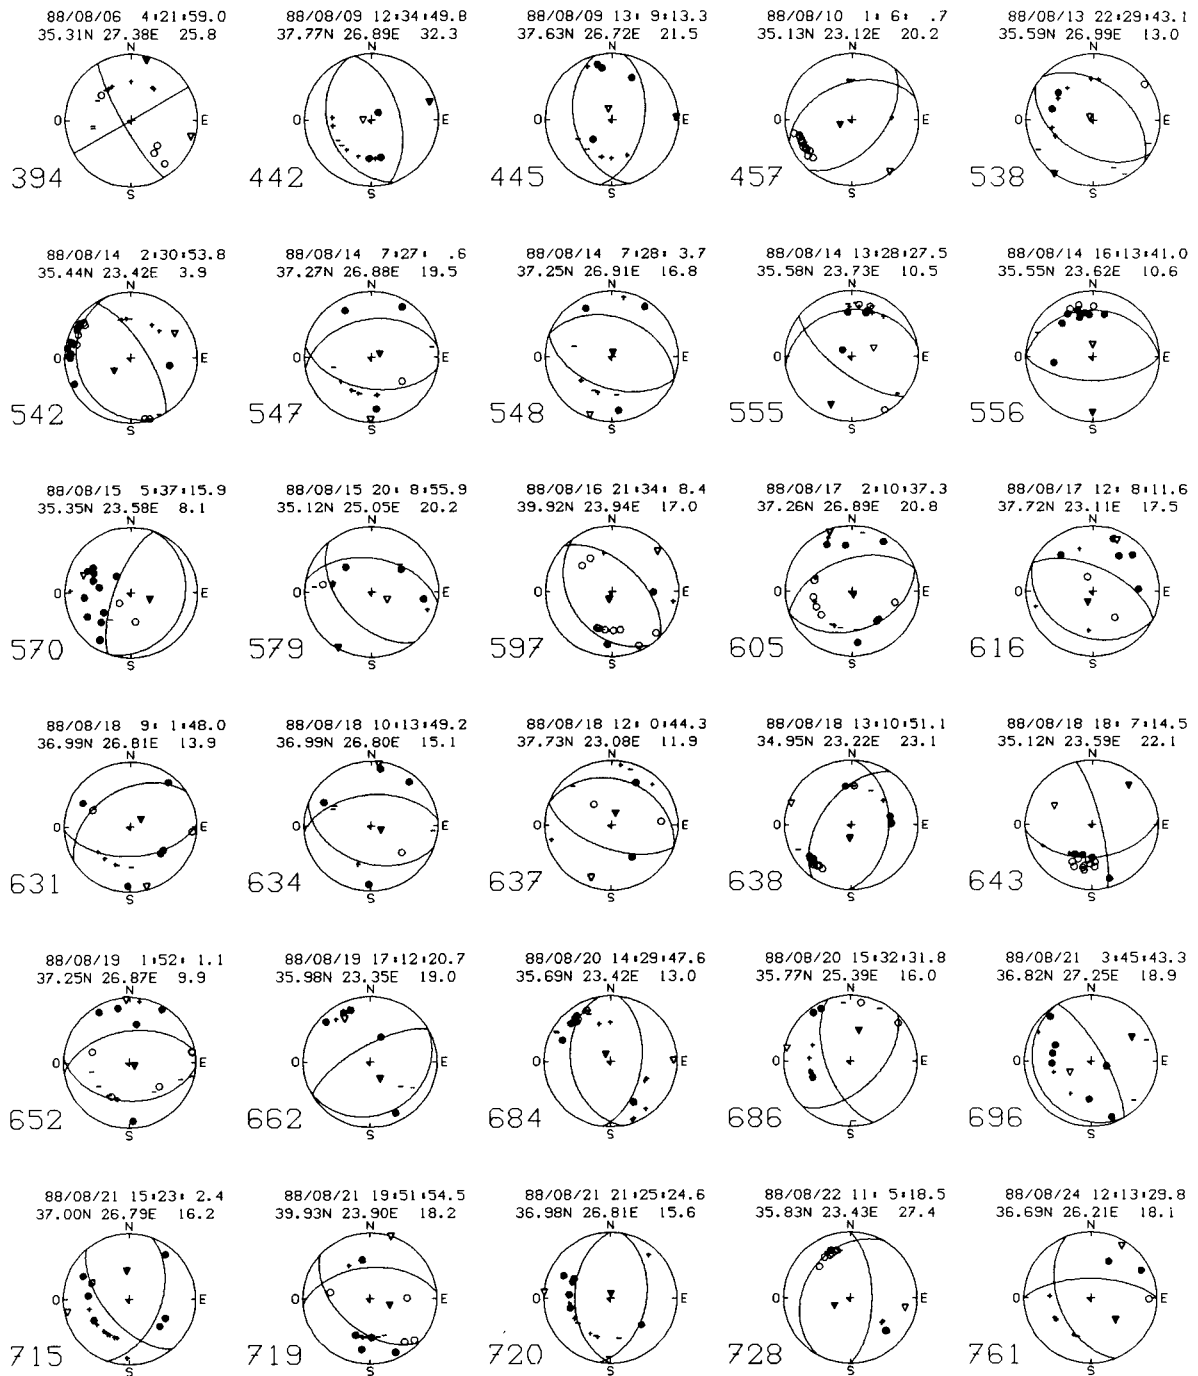 88/08/06 4:21:59.0 88/08/09 12:34:49.8 88/08/09 13: 9:13.3 88/08/10 1: 6: .7 88/08/13 22:29:43.1
35.31N 27.38E 25.8 37.77N 26.89E 32.3 37.63N 26.72E 21.5 35.13N 23.12E 20.2 35.59N 26.99E 13.0
N N N N N
O E O E O E O E O E
394 442 445 457 538
S S S S S
88/08/14 2:30:53.8 88/08/14 7:27: .6 88/08/14 7:28: 3.7 88/08/14 13:28:27.5 88/08/14 16:13:41.0
35.44N 23.42E 3.9 37.27N 26.88E 19.5 37.25N 26.91E 16.8 35.58N 23.73E 10.5 35.55N 23.62E 10.6
N N N N N
O E O E O E O E O E
542 547 548 555 556
S S S S S
88/08/15 5:37:15.9 88/08/15 20: 8:55.9 88/08/16 21:34: 8.4 88/08/17 2:10:37.3 88/08/17 12: 8:11.6
35.35N 23.58E 8.1 35.12N 25.05E 20.2 39.92N 23.94E 17.0 37.26N 26.89E 20.8 37.72N 23.11E 17.5
N N N N N
O E O E O E O E O E
570 579 597 605 616
S S S S S
88/08/18 9: 1:48.0 88/08/18 10:13:49.2 88/08/18 12: 0:44.3 88/08/18 13:10:51.1 88/08/18 18: 7:14.5
36.99N 26.81E 13.9 36.99N 26.80E 15.1 37.73N 23.08E 11.9 34.95N 23.22E 23.1 35.12N 23.59E 22.1
N N N N N
O E O E O E O E O E
631 634 637 638 643
S S S S S
88/08/19 1:52: 1.1 88/08/19 17:12:20.7 88/08/20 14:29:47.6 88/08/20 15:32:31.8 88/08/21 3:45:43.3
37.25N 26.87E 9.9 35.98N 23.35E 19.0 35.69N 23.42E 13.0 35.77N 25.39E 16.0 36.82N 27.25E 18.9
N N N N N
O E O E O E O E O E
652 662 684 686 696
S S S S S
88/08/21 15:23: 2.4 88/08/21 19:51:54.5 88/08/21 21:25:24.6 88/08/22 11: 5:18.5 88/08/24 12:13:29.8
37.00N 26.79E 16.2 39.93N 23.90E 18.2 36.98N 26.81E 15.6 35.83N 23.43E 27.4 36.69N 26.21E 18.1
N N N N N
O E O E O E O E O E
715 719 720 728 761
S S S S S